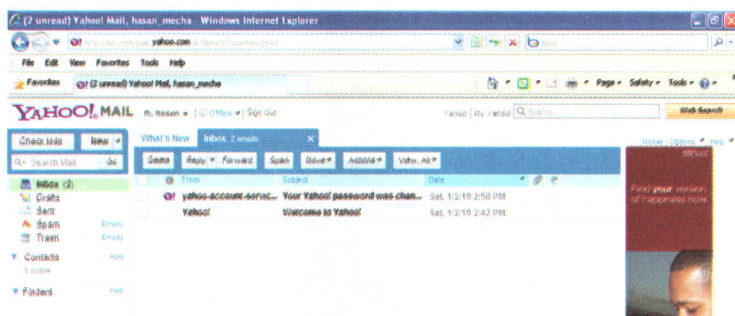 (2 unread) Yahoo! Mail, hasan_mecha - Windows Internet Explorer
yahoo.com
File Edit View Favorites Tools Help
Favorites (2 unread) Yahoo! Mail, hasan_mecha Page Safety Tools
YAHOO! MAIL Hi, Hasan Offline Sign Out Yahoo! My Yahoo! Search Web Search
Check Mail New What's New Inbox 2 emails Home Options Help
Search Mail Go Delete Reply Forward Spam Move View, All
From Subject Date
Inbox (2) yahoo-account-servic... Your Yahoo! password was chan... Sat, 1/2/10 2:50 PM
Drafts Yahoo! Welcome to Yahoo! Sat, 1/2/10 2:42 PM
Sent
Spam Empty
Trash Empty
Contacts Add
Folders Add
Find your version
of happiness now.